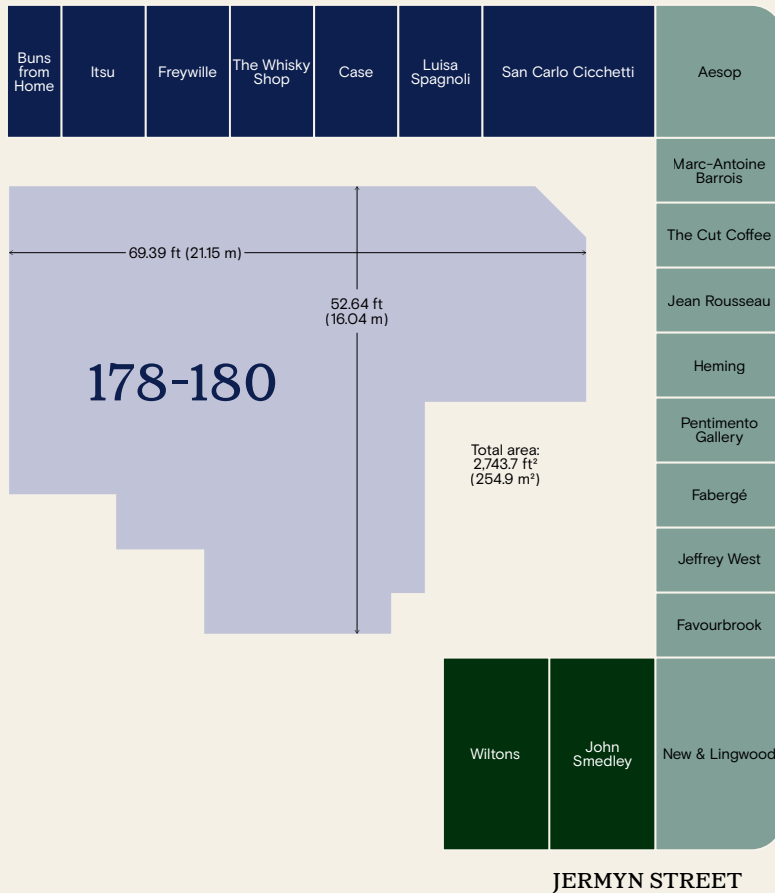 Buns
from
Home
Itsu
Freywille
The Whisky
Shop
Case
Luisa
Spagnoli
San Carlo Cicchetti
Aesop
Marc-Antoine
Barrois
The Cut Coffee
Jean Rousseau
Heming
Pentimento
Gallery
Fabergé
Jeffrey West
Favourbrook
69.39 ft (21.15 m)
52.64 ft
(16.04 m)
178-180
Total area:
2,743.7 ft²
(254.9 m²)
Wiltons
John
Smedley
New & Lingwood
JERMYN STREET